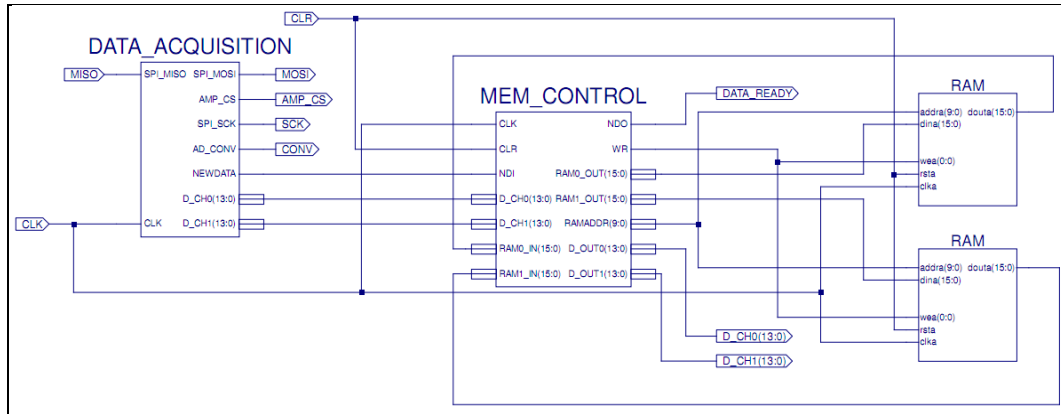 CLR
DATA_ACQUISITION
MISO
SPI_MISO SPI_MOSI
MOSI
AMP_CS
AMP_CS
SPI_SCK
SCK
AD_CONV
CONV
NEWDATA
D_CH0(13:0)
CLK
CLK
D_CH1(13:0)
MEM_CONTROL
CLK NDO
DATA_READY
CLR WR
NDI RAM0_OUT(15:0)
D_CH0(13:0) RAM1_OUT(15:0)
D_CH1(13:0) RAMADDR(9:0)
RAM0_IN(15:0) D_OUT0(13:0)
RAM1_IN(15:0) D_OUT1(13:0)
D_CH0(13:0)
D_CH1(13:0)
RAM
addra(9:0) douta(15:0)
dina(15:0)
wea(0:0)
rsta
clka
RAM
addra(9:0) douta(15:0)
dina(15:0)
wea(0:0)
rsta
clka